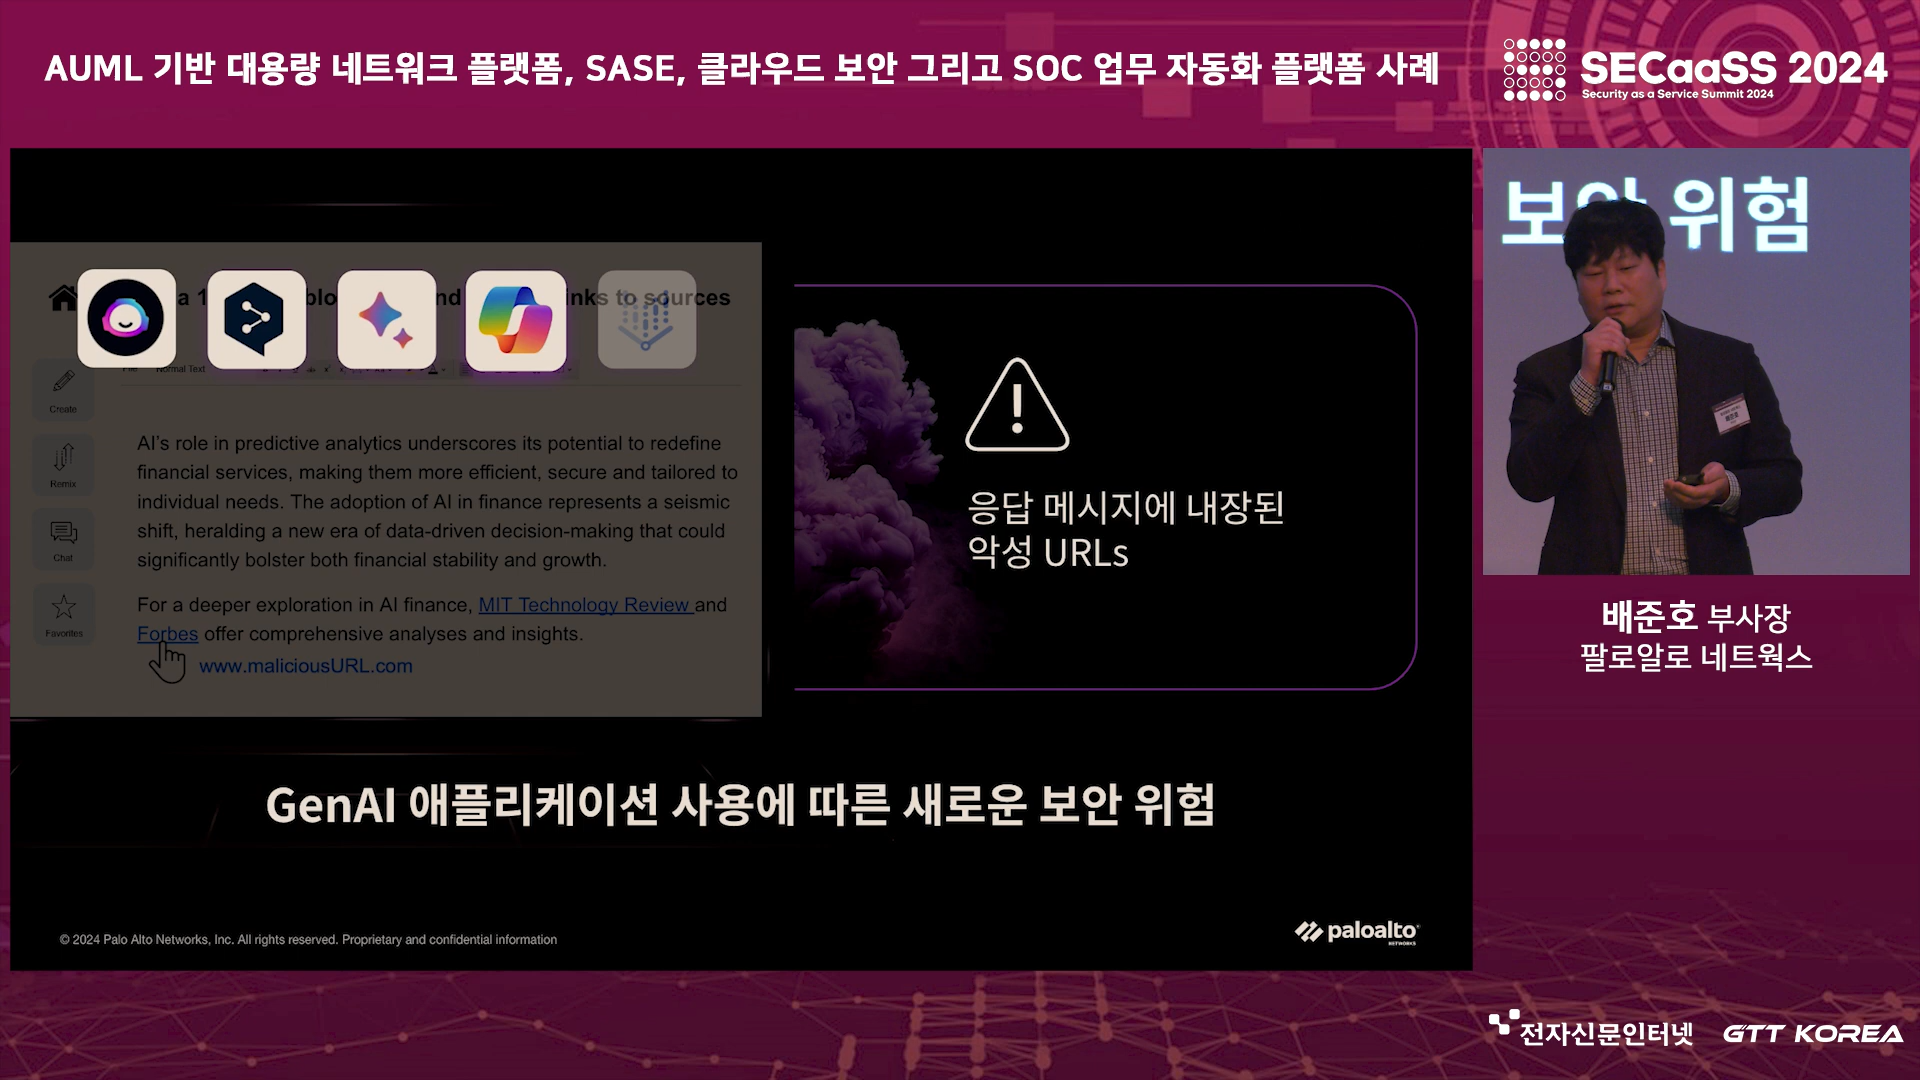 AI/ML 기반 대용량 네트워크 플랫폼, SASE, 클라우드 보안 그리고 SOC 업무 자동화 플랫폼 사례
SECaaSS 2024
Security as a Service Summit 2024
inks to sources
Normal Text
Create
Remix
Chat
Favorites
AI's role in predictive analytics underscores its potential to redefine
financial services, making them more efficient, secure and tailored to
individual needs. The adoption of AI in finance represents a seismic
shift, heralding a new era of data-driven decision-making that could
significantly bolster both financial stability and growth.
For a deeper exploration in AI finance, MIT Technology Review and
Forbes offer comprehensive analyses and insights.
www.maliciousURL.com
응답 메시지에 내장된
악성 URLs
GenAI 애플리케이션 사용에 따른 새로운 보안 위험
© 2024 Palo Alto Networks, Inc. All rights reserved. Proprietary and confidential information
paloalto
NETWORKS
보안 위험
배준호 부사장
팔로알로 네트웍스
전자신문인터넷
GTT KOREA